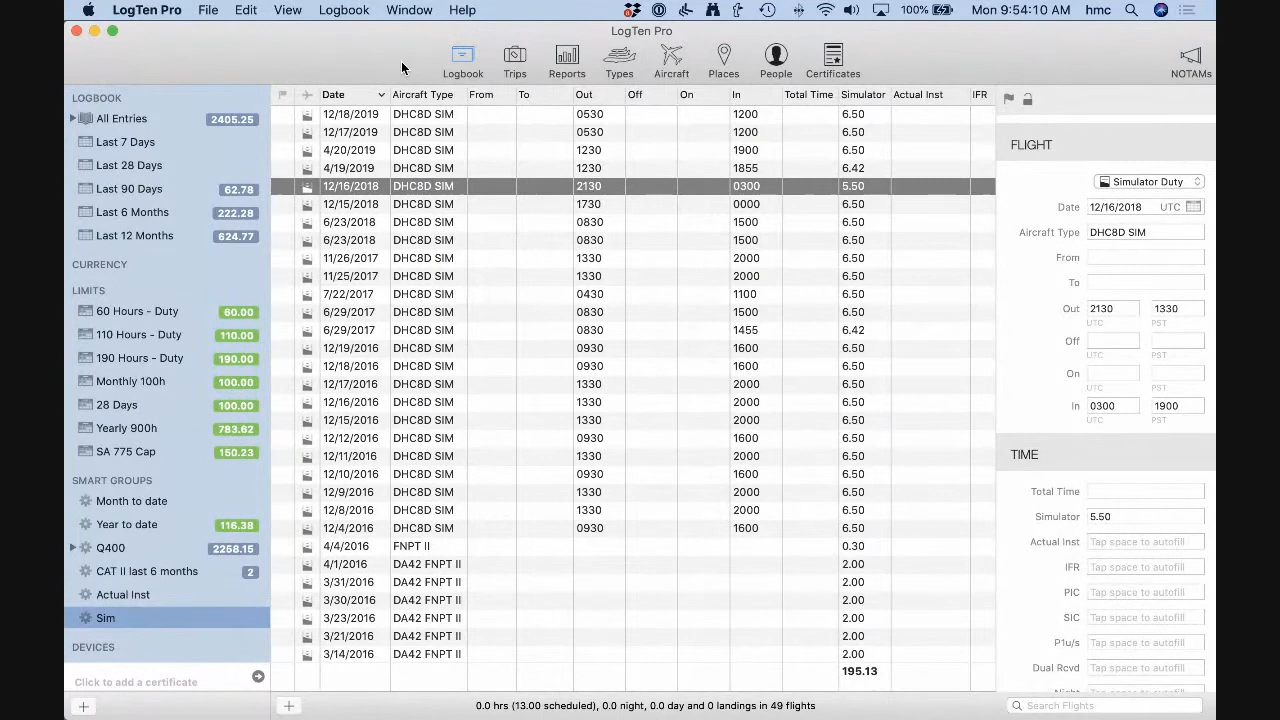 LogTen Pro File Edit View Logbook Window Help 100% Mon 9:54:10 AM hmc
LogTen Pro
Logbook Trips Reports Types Aircraft Places People Certificates NOTAMs
LOGBOOK
All Entries 2405.25
Last 7 Days
Last 28 Days
Last 90 Days 62.78
Last 6 Months 222.28
Last 12 Months 624.77
CURRENCY
LIMITS
60 Hours - Duty 60.00
110 Hours - Duty 110.00
190 Hours - Duty 190.00
Monthly 100h 100.00
28 Days 100.00
Yearly 900h 783.62
SA 775 Cap 150.23
SMART GROUPS
Month to date
Year to date 116.38
Q400 2258.15
CAT II last 6 months 2
Actual Inst
Sim
DEVICES
Click to add a certificate
Date Aircraft Type From To Out Off On In Total Time Simulator Actual Inst IFR
12/18/2019 DHC8D SIM 0530 1200 6.50
12/17/2019 DHC8D SIM 0530 1200 6.50
4/20/2019 DHC8D SIM 1230 1900 6.50
4/19/2019 DHC8D SIM 1230 1855 6.42
12/16/2018 DHC8D SIM 2130 0300 5.50
12/15/2018 DHC8D SIM 1730 0000 6.50
6/23/2018 DHC8D SIM 0830 1500 6.50
6/23/2018 DHC8D SIM 0830 1500 6.50
11/26/2017 DHC8D SIM 1330 2000 6.50
11/25/2017 DHC8D SIM 1330 2000 6.50
7/22/2017 DHC8D SIM 0430 1100 6.50
6/29/2017 DHC8D SIM 0830 1500 6.50
6/29/2017 DHC8D SIM 0830 1455 6.42
12/19/2016 DHC8D SIM 0930 1600 6.50
12/18/2016 DHC8D SIM 0930 1600 6.50
12/17/2016 DHC8D SIM 1330 2000 6.50
12/16/2016 DHC8D SIM 1330 2000 6.50
12/15/2016 DHC8D SIM 1330 2000 6.50
12/12/2016 DHC8D SIM 0930 1600 6.50
12/11/2016 DHC8D SIM 1330 2000 6.50
12/10/2016 DHC8D SIM 0930 1600 6.50
12/9/2016 DHC8D SIM 1330 2000 6.50
12/8/2016 DHC8D SIM 1330 2000 6.50
12/4/2016 DHC8D SIM 0930 1600 6.50
4/4/2016 FNPT II 0.30
4/1/2016 DA42 FNPT II 2.00
3/31/2016 DA42 FNPT II 2.00
3/30/2016 DA42 FNPT II 2.00
3/23/2016 DA42 FNPT II 2.00
3/21/2016 DA42 FNPT II 2.00
3/14/2016 DA42 FNPT II 2.00
195.13
0.0 hrs (13.00 scheduled), 0.0 night, 0.0 day and 0 landings in 49 flights
FLIGHT
Simulator Duty
Date 12/16/2018 UTC
Aircraft Type DHC8D SIM
From
To
Out 2130 1330
UTC PST
Off
UTC PST
On
UTC PST
In 0300 1900
UTC PST
TIME
Total Time
Simulator 5.50
Actual Inst Tap space to autofill
IFR Tap space to autofill
PIC Tap space to autofill
SIC Tap space to autofill
P1u/s Tap space to autofill
Dual Rcvd Tap space to autofill
Search Flights